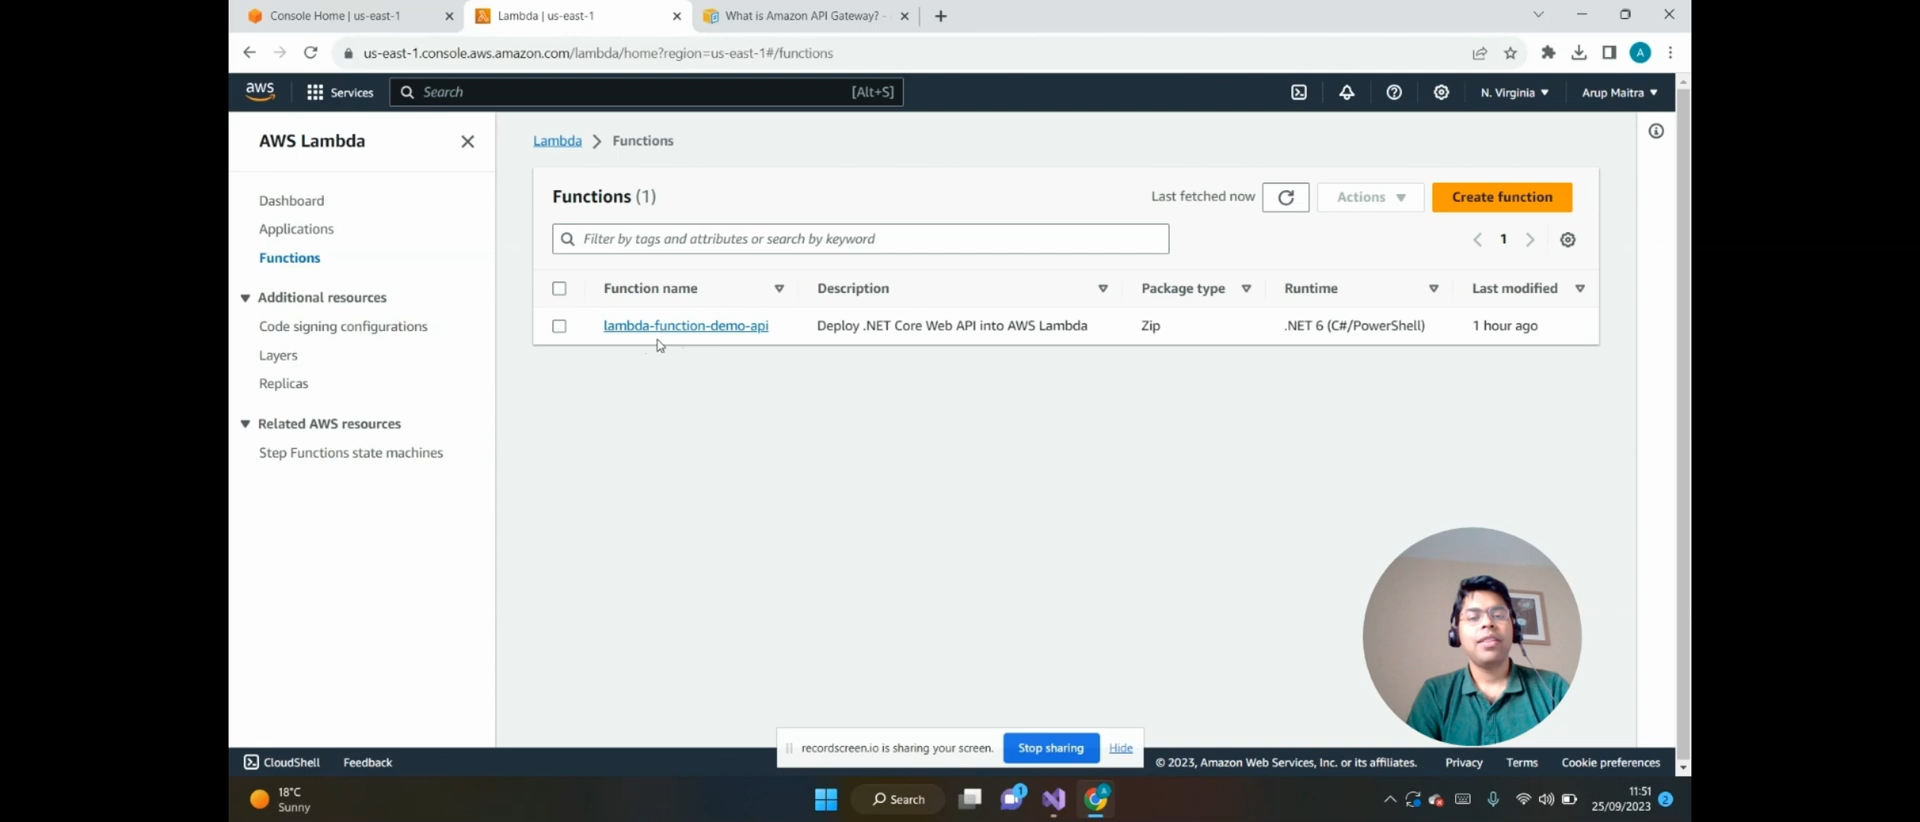 Console Home | us-east-1
Lambda | us-east-1
What is Amazon API Gateway? -
us-east-1.console.aws.amazon.com/lambda/home?region=us-east-1#/functions
A
aws
Services
Search
[Alt+S]
N. Virginia
Arup Maitra
AWS Lambda
Dashboard
Applications
Functions
Additional resources
Code signing configurations
Layers
Replicas
Related AWS resources
Step Functions state machines
Lambda
Functions
Functions (1)
Last fetched now
Actions
Create function
Filter by tags and attributes or search by keyword
1
Function name
Description
Package type
Runtime
Last modified
lambda-function-demo-api
Deploy .NET Core Web API into AWS Lambda
Zip
.NET 6 (C#/PowerShell)
1 hour ago
recordscreen.io is sharing your screen.
Stop sharing
Hide
CloudShell
Feedback
© 2023, Amazon Web Services, Inc. or its affiliates.
Privacy
Terms
Cookie preferences
18°C
Sunny
Search
1
A
11:51
25/09/2023
2